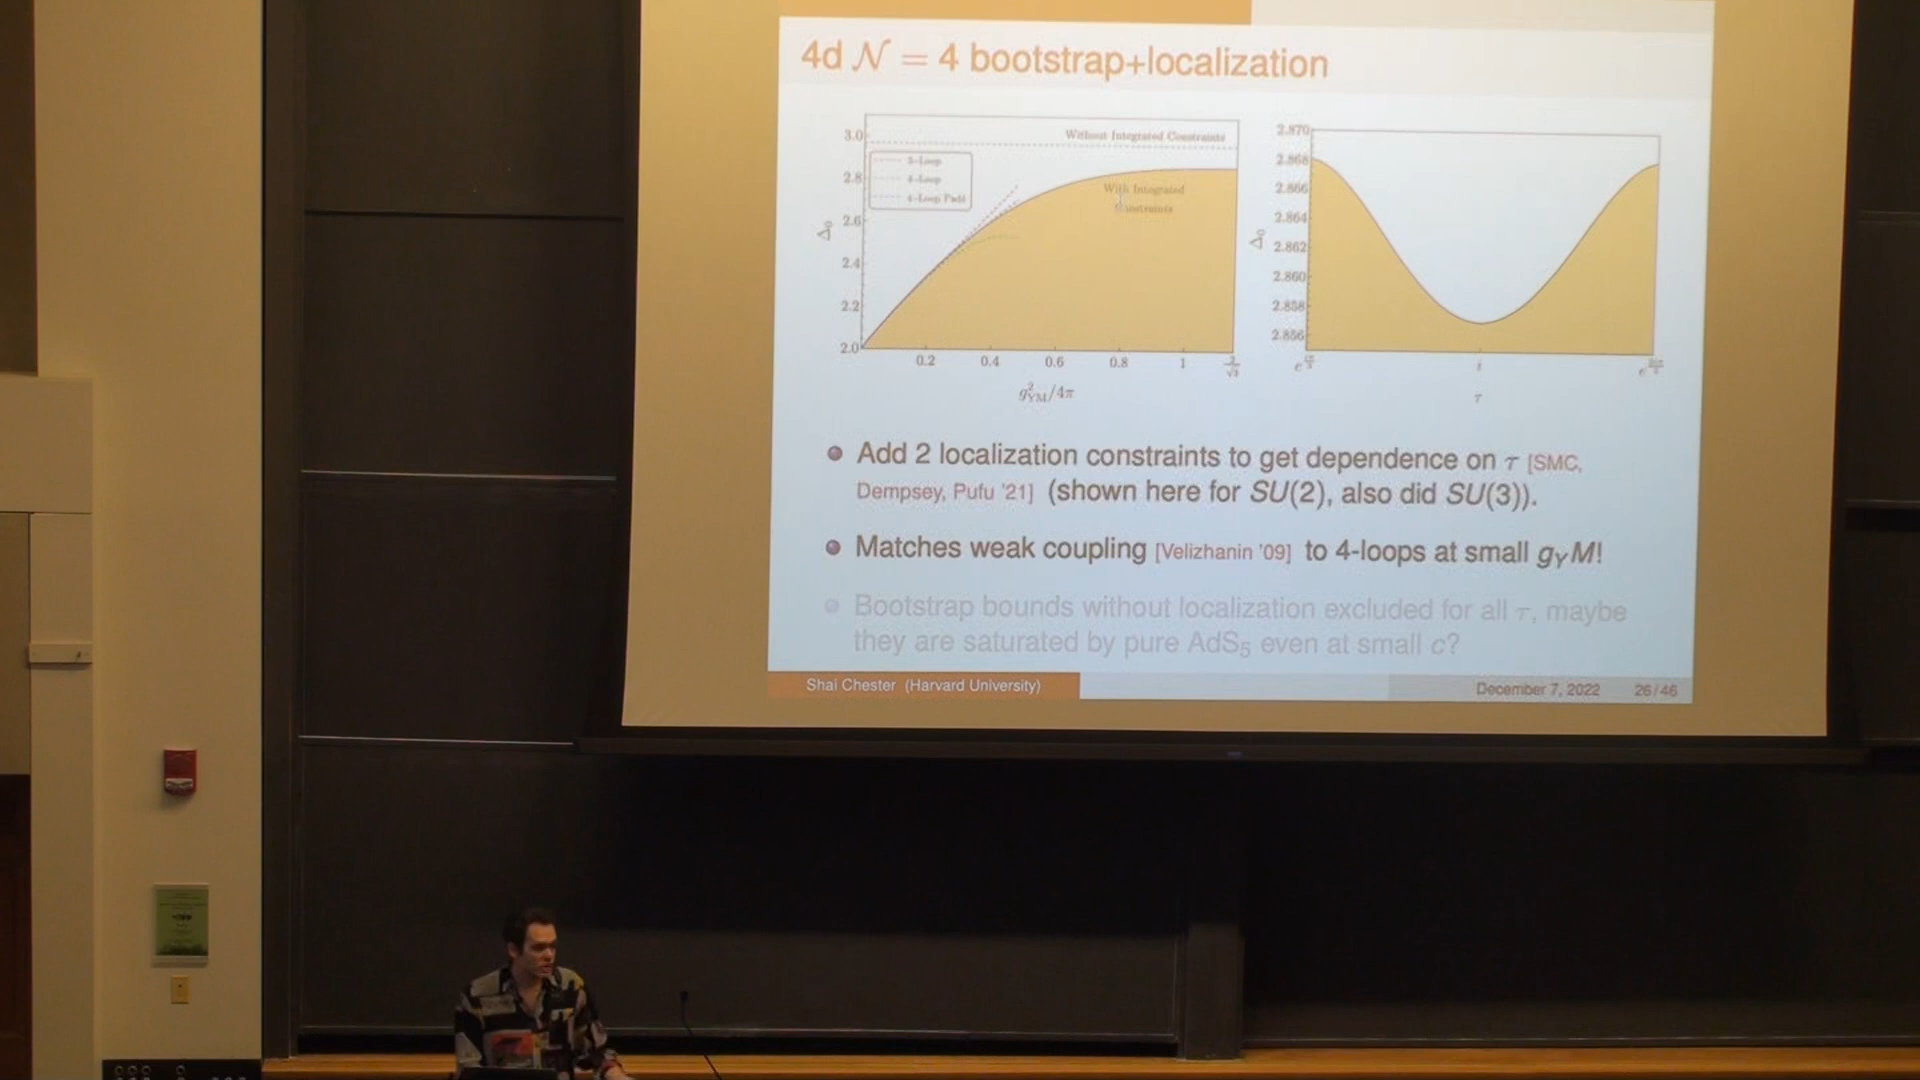 4d N = 4 bootstrap+localization
3.0
2.8
2.6
2.4
2.2
2.0
Δ₀
Without Integrated Constraints
3-Loop
4-Loop
4-Loop Padé
With Integrated
Constraints
0.2 0.4 0.6 0.8 1 2/√3
g²YM/4π
2.870
2.868
2.866
2.864
2.862
2.860
2.858
2.856
Δ₀
i
τ
Add 2 localization constraints to get dependence on τ [SMC,
Dempsey, Pufu '21] (shown here for SU(2), also did SU(3)).
Matches weak coupling [Velizhanin '09] to 4-loops at small gYM!
Bootstrap bounds without localization excluded for all τ, maybe
they are saturated by pure AdS₅ even at small c?
Shai Chester (Harvard University)
December 7, 2022 26/46